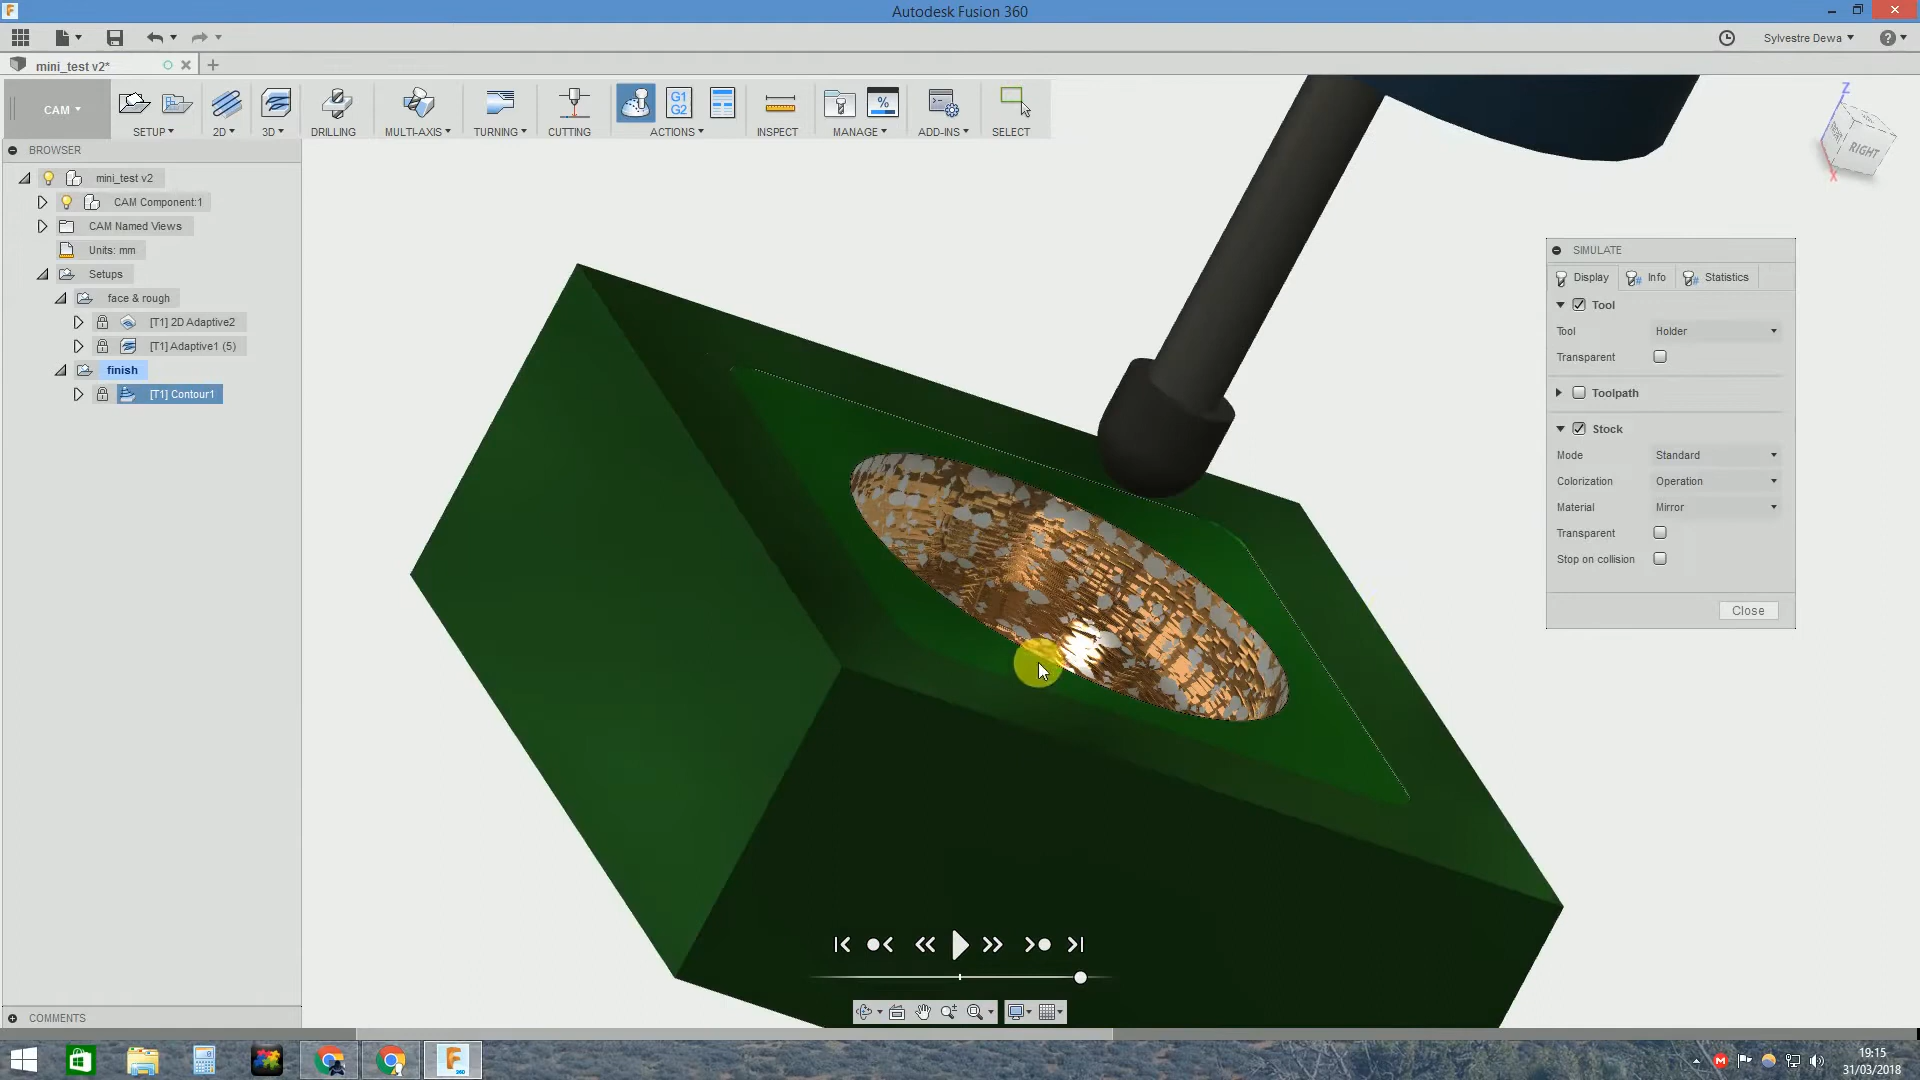 Autodesk Fusion 360
Sylvestre Dewa
mini_test v2*
CAM
SETUP
2D
3D
DRILLING
MULTI-AXIS
TURNING
CUTTING
G1
G2
ACTIONS
INSPECT
%
MANAGE
ADD-INS
SELECT
Z
RIGHT
X
BROWSER
mini_test v2
CAM Component:1
CAM Named Views
Units: mm
Setups
face & rough
[T1] 2D Adaptive2
[T1] Adaptive1 (5)
finish
[T1] Contour1
SIMULATE
Display Info Statistics
Tool
Tool Holder
Transparent
Toolpath
Stock
Mode Standard
Colorization Operation
Material Mirror
Transparent
Stop on collision
Close
COMMENTS
19:15
31/03/2018